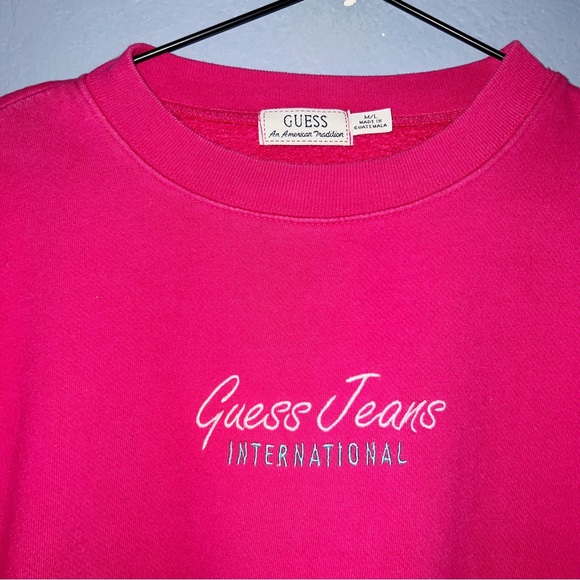 GUESS
An American Tradition
M/L
MADE IN
GUATEMALA
Guess Jeans
INTERNATIONAL